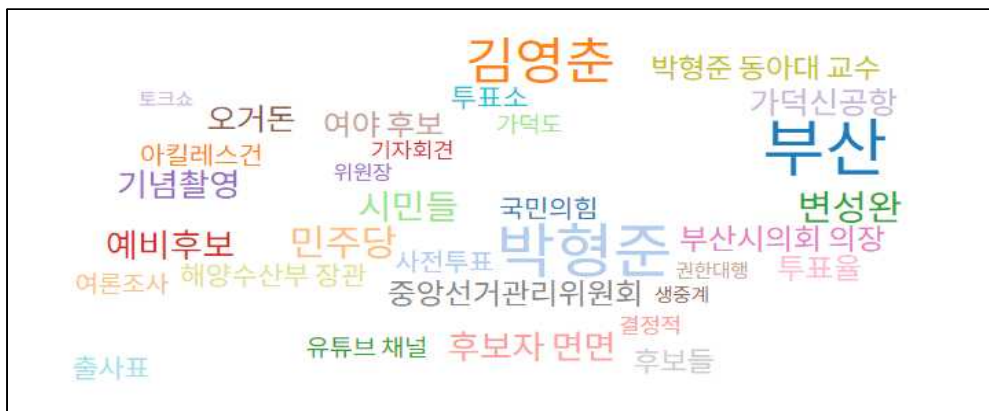 김영춘
박형준 동아대 교수
토크쇼
투표소
가덕신공항
오거돈
여야 후보
가덕도
부산
아킬레스건
기자회견
위원장
기념촬영
시민들
국민의힘
변성완
예비후보
민주당
박형준
부산시의회 의장
사전투표
권한대행
투표율
여론조사
해양수산부 장관
중앙선거관리위원회
생중계
결정적
유튜브 채널
후보자 면면
후보들
출사표